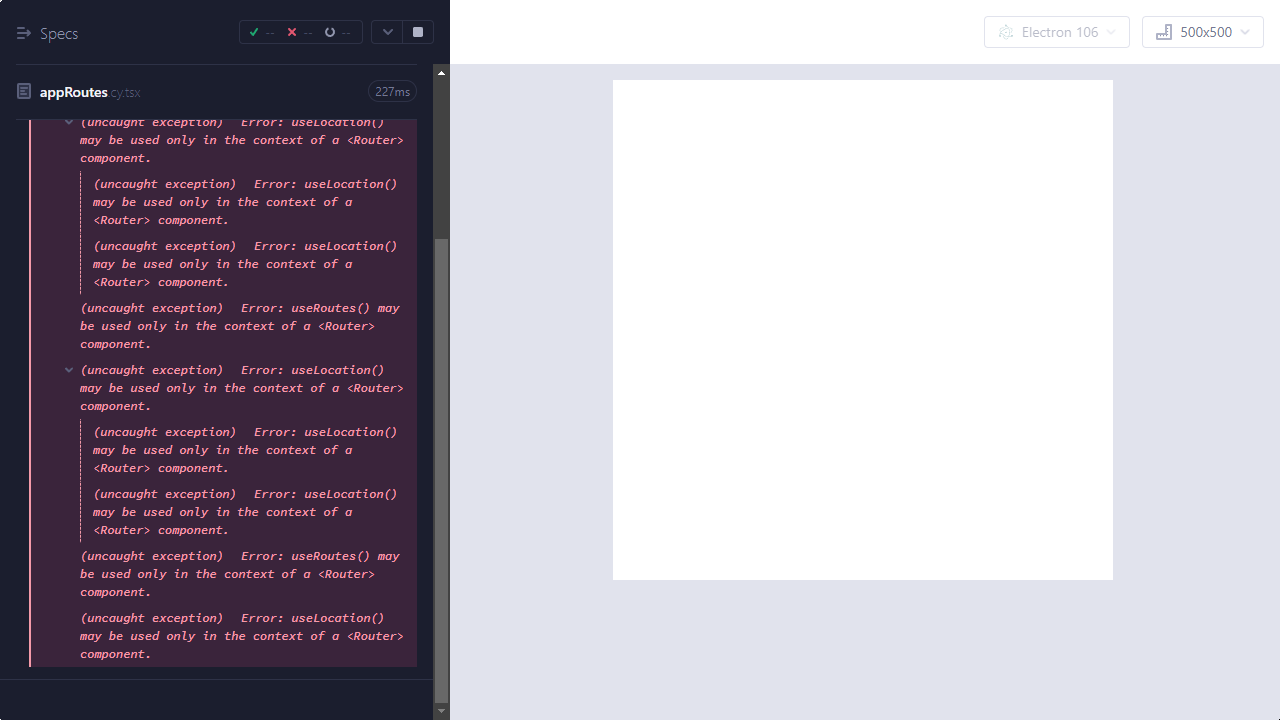 Specs
-- -- --
Electron 106
500x500
appRoutes.cy.tsx
227ms
(uncaught exception) Error: useLocation()
may be used only in the context of a <Router>
component.
(uncaught exception) Error: useLocation()
may be used only in the context of a
<Router> component.
(uncaught exception) Error: useLocation()
may be used only in the context of a
<Router> component.
(uncaught exception) Error: useRoutes() may
be used only in the context of a <Router>
component.
(uncaught exception) Error: useLocation()
may be used only in the context of a <Router>
component.
(uncaught exception) Error: useLocation()
may be used only in the context of a
<Router> component.
(uncaught exception) Error: useLocation()
may be used only in the context of a
<Router> component.
(uncaught exception) Error: useRoutes() may
be used only in the context of a <Router>
component.
(uncaught exception) Error: useLocation()
may be used only in the context of a <Router>
component.